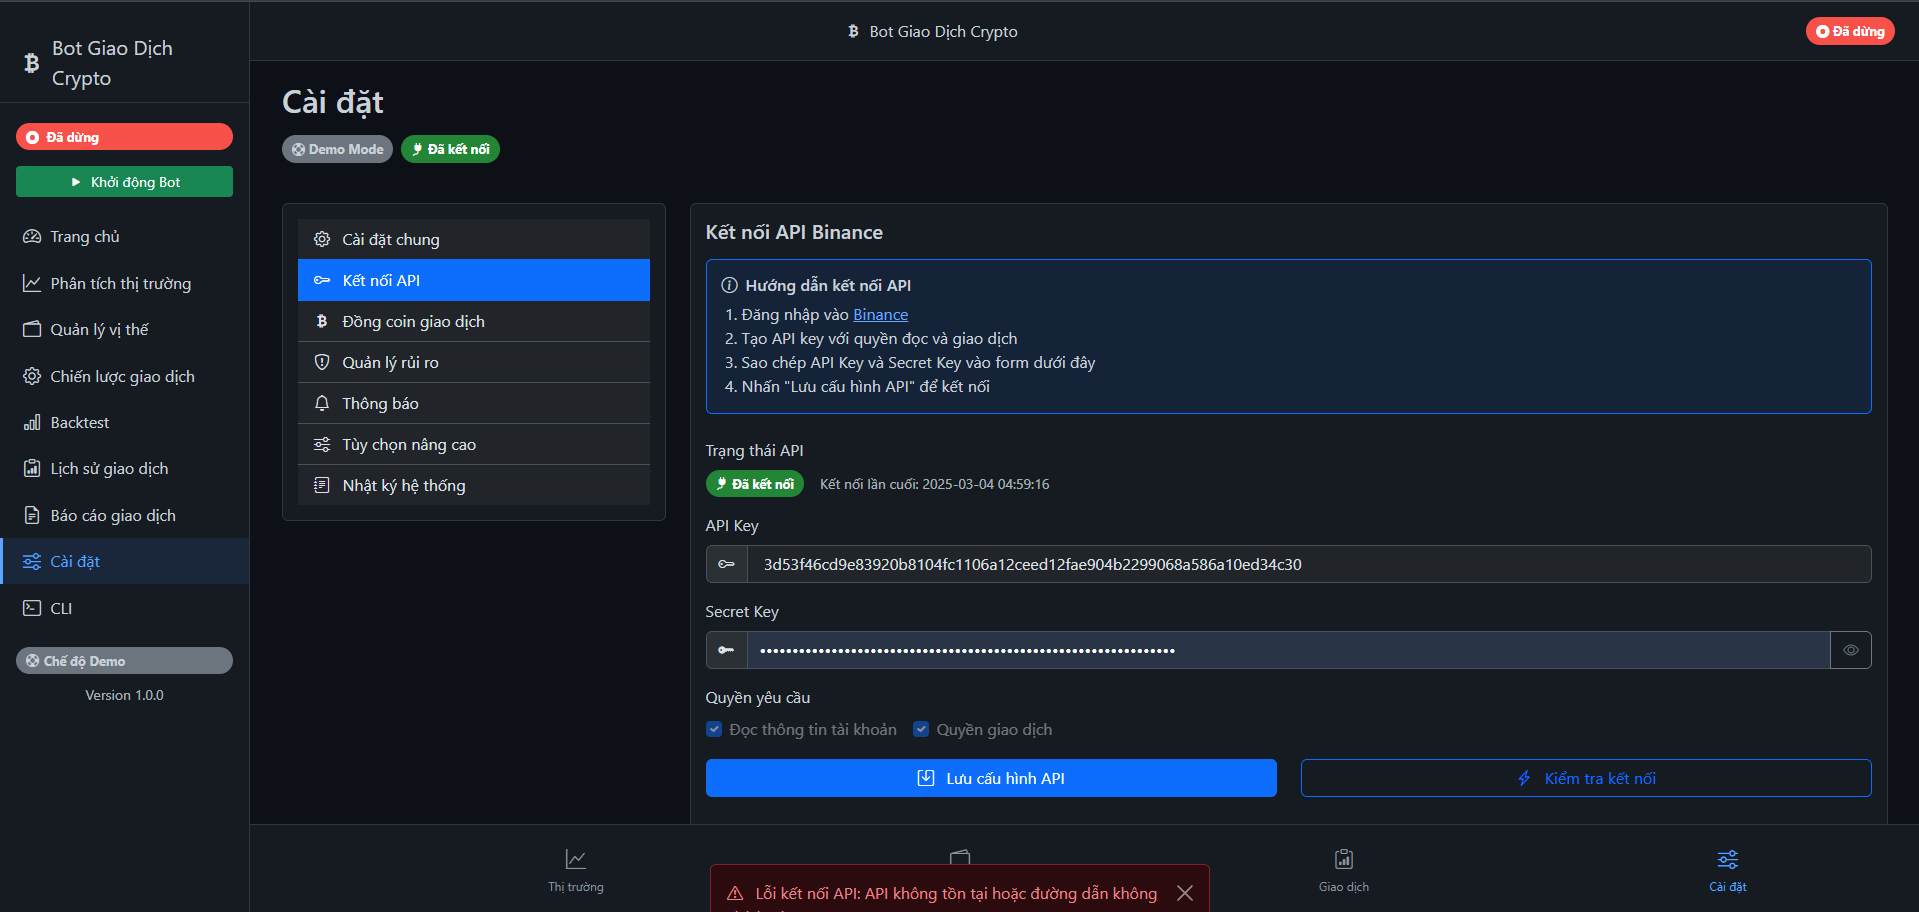 Bot Giao Dịch
Crypto
Đã dừng
Khởi động Bot
Trang chủ
Phân tích thị trường
Quản lý vị thế
Chiến lược giao dịch
Backtest
Lịch sử giao dịch
Báo cáo giao dịch
Cài đặt
CLI
Chế độ Demo
Version 1.0.0
Bot Giao Dịch Crypto
Đã dừng
Cài đặt
Demo Mode
Đã kết nối
Cài đặt chung
Kết nối API
Đồng coin giao dịch
Quản lý rủi ro
Thông báo
Tùy chọn nâng cao
Nhật ký hệ thống
Kết nối API Binance
Hướng dẫn kết nối API
1. Đăng nhập vào Binance
2. Tạo API key với quyền đọc và giao dịch
3. Sao chép API Key và Secret Key vào form dưới đây
4. Nhấn "Lưu cấu hình API" để kết nối
Trạng thái API
Đã kết nối Kết nối lần cuối: 2025-03-04 04:59:16
API Key
3d53f46cd9e83920b8104fc1106a12ceed12fae904b2299068a586a10ed34c30
Secret Key
Quyền yêu cầu
Đọc thông tin tài khoản Quyền giao dịch
Lưu cấu hình API
Kiểm tra kết nối
Thị trường
Giao dịch
Cài đặt
Lỗi kết nối API: API không tồn tại hoặc đường dẫn không